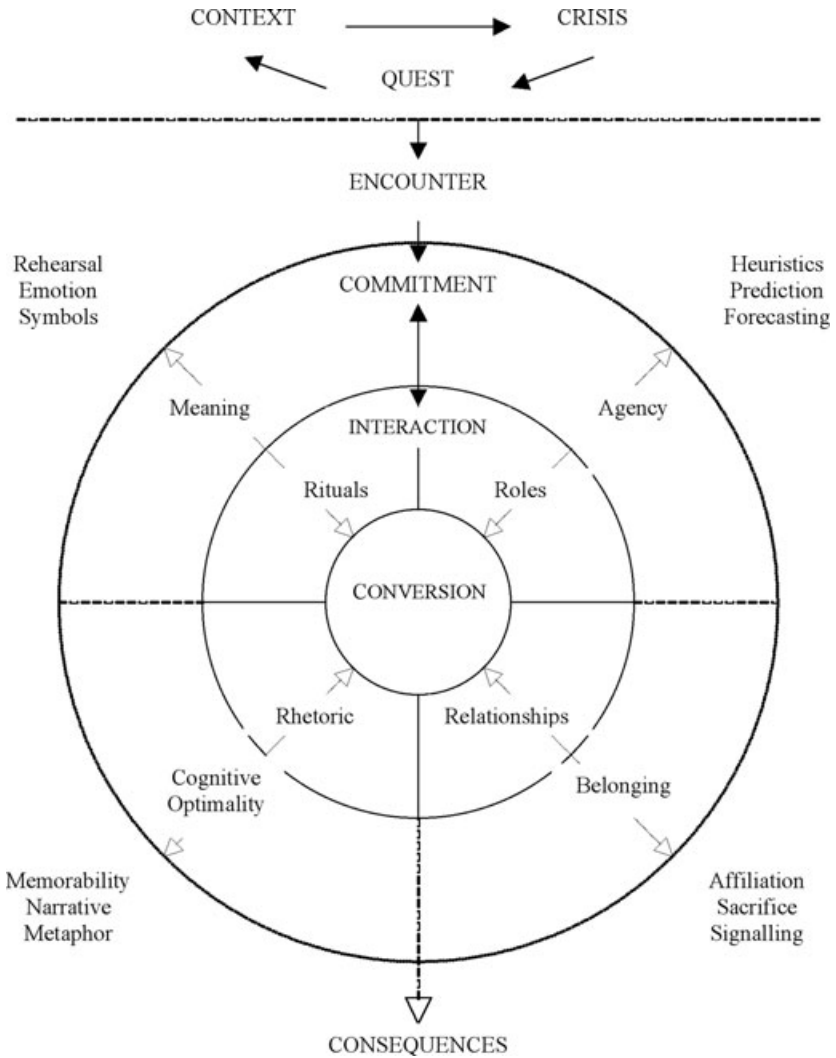 CONTEXT
CRISIS
QUEST
ENCOUNTER
Rehearsal
Emotion
Symbols
COMMITMENT
Heuristics
Prediction
Forecasting
Meaning
INTERACTION
Agency
Rituals
Roles
CONVERSION
Rhetoric
Relationships
Cognitive
Optimality
Belonging
Memorability
Narrative
Metaphor
Affiliation
Sacrifice
Signalling
CONSEQUENCES